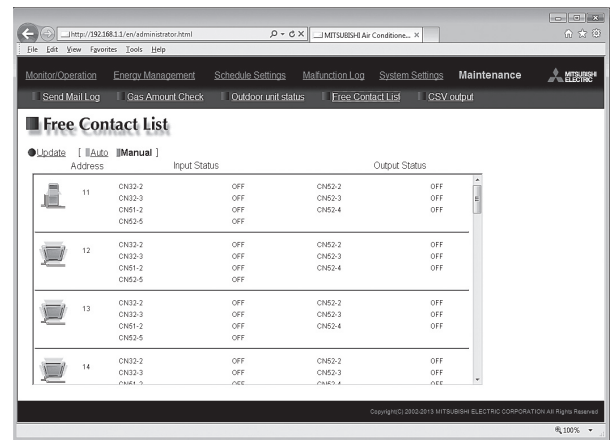 http://192.168.1.1/en/administrator.html
MITSUBISHI Air Conditione...
File Edit View Favorites Tools Help
Monitor/Operation Energy Management Schedule Settings Malfunction Log System Settings Maintenance MITSUBISHI ELECTRIC
Send Mail Log Gas Amount Check Outdoor unit status Free Contact List CSV output
Free Contact List
Update [ Auto Manual ]
Address Input Status Output Status
11 CN32-2 OFF CN52-2 OFF
CN32-3 OFF CN52-3 OFF
CN51-2 OFF CN52-4 OFF
CN52-5 OFF
12 CN32-2 OFF CN52-2 OFF
CN32-3 OFF CN52-3 OFF
CN51-2 OFF CN52-4 OFF
CN52-5 OFF
13 CN32-2 OFF CN52-2 OFF
CN32-3 OFF CN52-3 OFF
CN51-2 OFF CN52-4 OFF
CN52-5 OFF
14 CN32-2 OFF CN52-2 OFF
CN32-3 OFF CN52-3 OFF
CN51-2 OFF CN52-4 OFF
Copyright(C) 2002-2013 MITSUBISHI ELECTRIC CORPORATION All Rights Reserved
100%